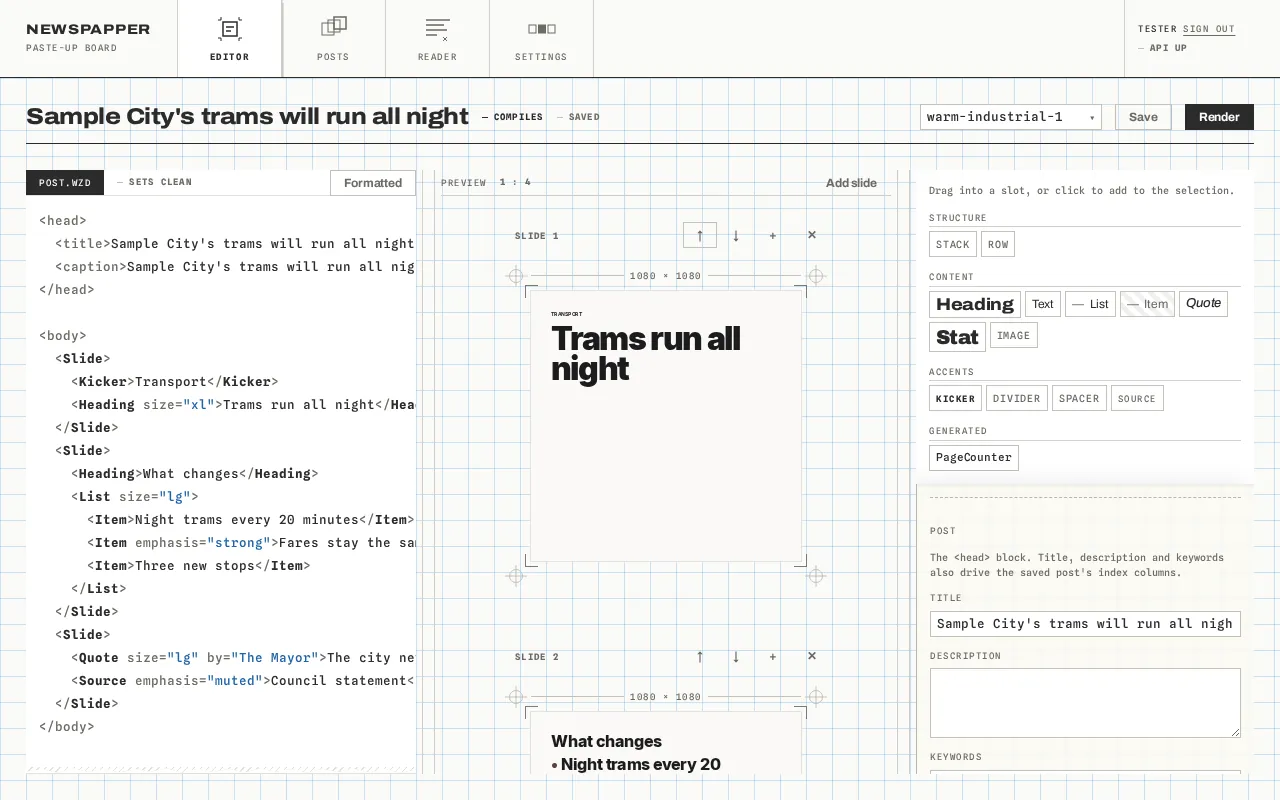 NEWSPAPPER
PASTE-UP BOARD
EDITOR
POSTS
READER
SETTINGS
TESTER SIGN OUT
— API UP
Sample City's trams will run all night
— COMPILES
— SAVED
warm-industrial-1
Save
Render
POST.WZD
— SETS CLEAN
Formatted
<head>
<title>Sample City's trams will run all night
<caption>Sample City's trams will run all nig
</head>
<body>
<Slide>
<Kicker>Transport</Kicker>
<Heading size="xl">Trams run all night</Hea
</Slide>
<Slide>
<Heading>What changes</Heading>
<List size="lg">
<Item>Night trams every 20 minutes</Item>
<Item emphasis="strong">Fares stay the sa
<Item>Three new stops</Item>
</List>
</Slide>
<Slide>
<Quote size="lg" by="The Mayor">The city ne
<Source emphasis="muted">Council statement<
</Slide>
</body>
PREVIEW 1 : 4
Add slide
SLIDE 1
↑ ↓ + ✕
1080 × 1080
TRANSPORT
Trams run all
night
SLIDE 2
↑ ↓ + ✕
1080 × 1080
What changes
• Night trams every 20
Drag into a slot, or click to add to the selection.
STRUCTURE
STACK
ROW
CONTENT
Heading
Text
— List
— Item
Quote
Stat
IMAGE
ACCENTS
KICKER
DIVIDER
SPACER
SOURCE
GENERATED
PageCounter
POST
The <head> block. Title, description and keywords
also drive the saved post's index columns.
TITLE
Sample City's trams will run all nigh
DESCRIPTION
KEYWORDS